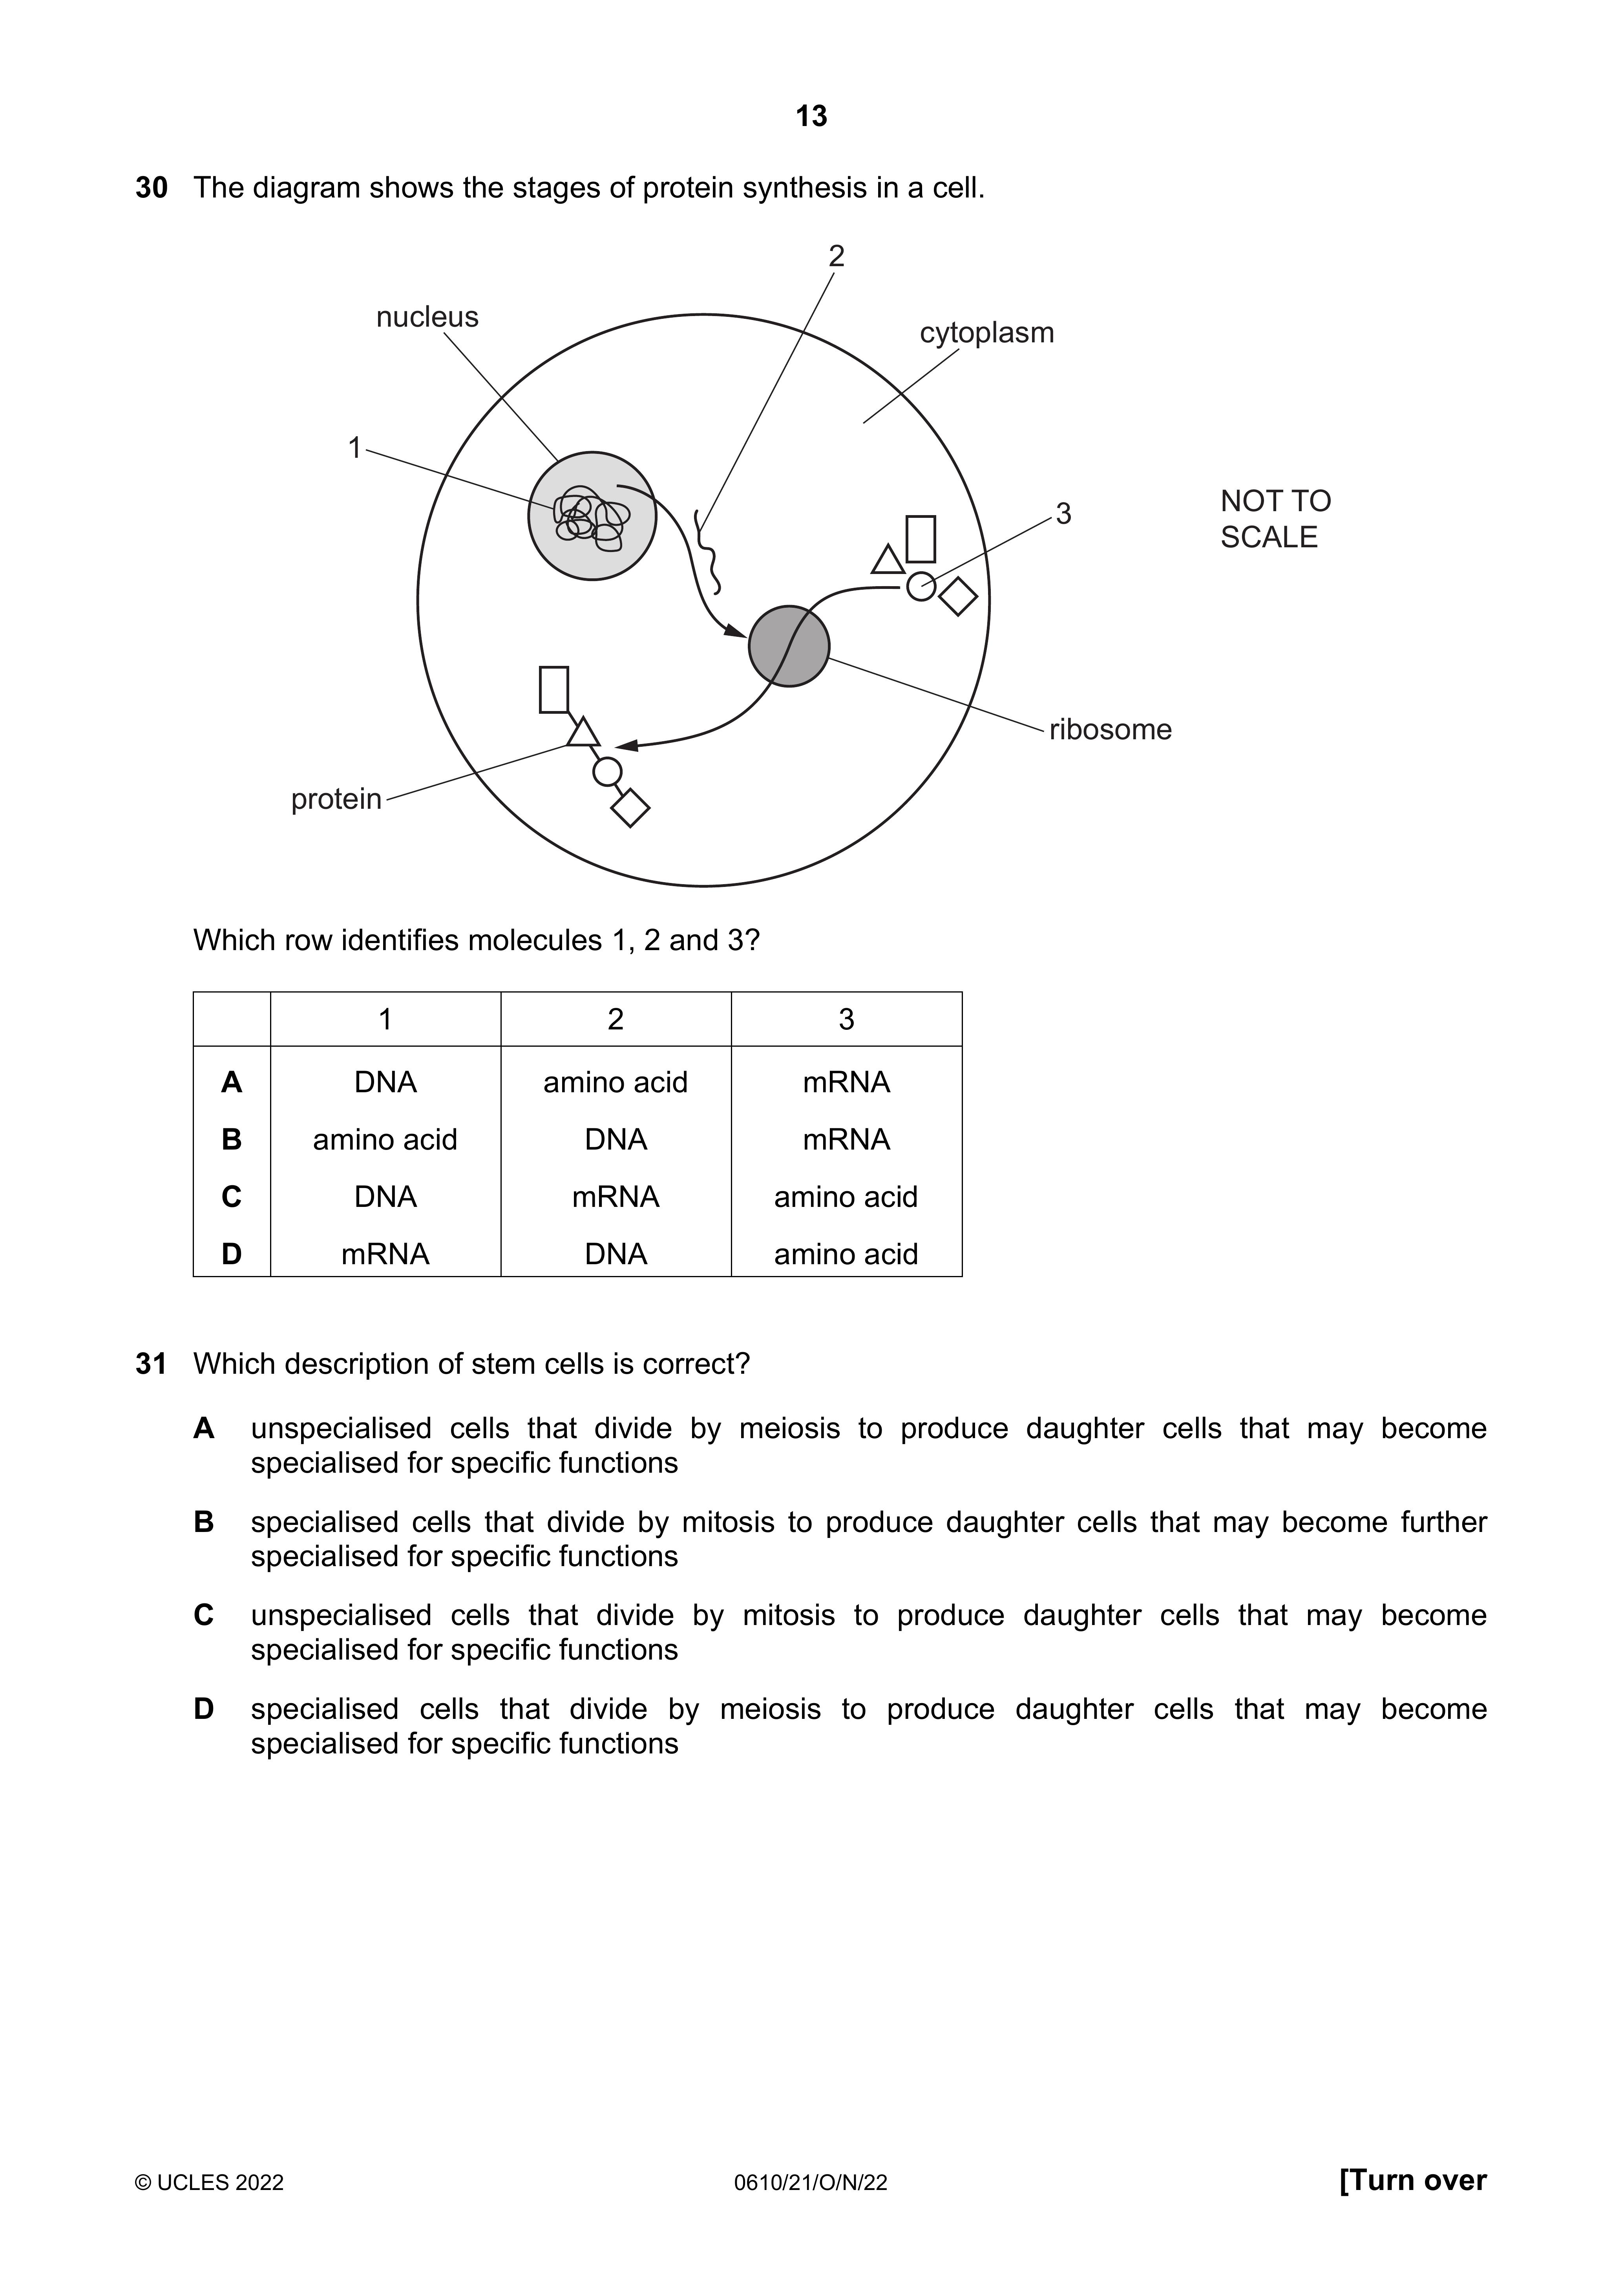 13
30 The diagram shows the stages of protein synthesis in a cell.
2
nucleus
cytoplasm
1
3
NOT TO
SCALE
ribosome
protein
Which row identifies molecules 1, 2 and 3?
1 2 3
A DNA amino acid mRNA
B amino acid DNA mRNA
C DNA mRNA amino acid
D mRNA DNA amino acid
31 Which description of stem cells is correct?
A unspecialised cells that divide by meiosis to produce daughter cells that may become
specialised for specific functions
B specialised cells that divide by mitosis to produce daughter cells that may become further
specialised for specific functions
C unspecialised cells that divide by mitosis to produce daughter cells that may become
specialised for specific functions
D specialised cells that divide by meiosis to produce daughter cells that may become
specialised for specific functions
© UCLES 2022 0610/21/O/N/22 [Turn over